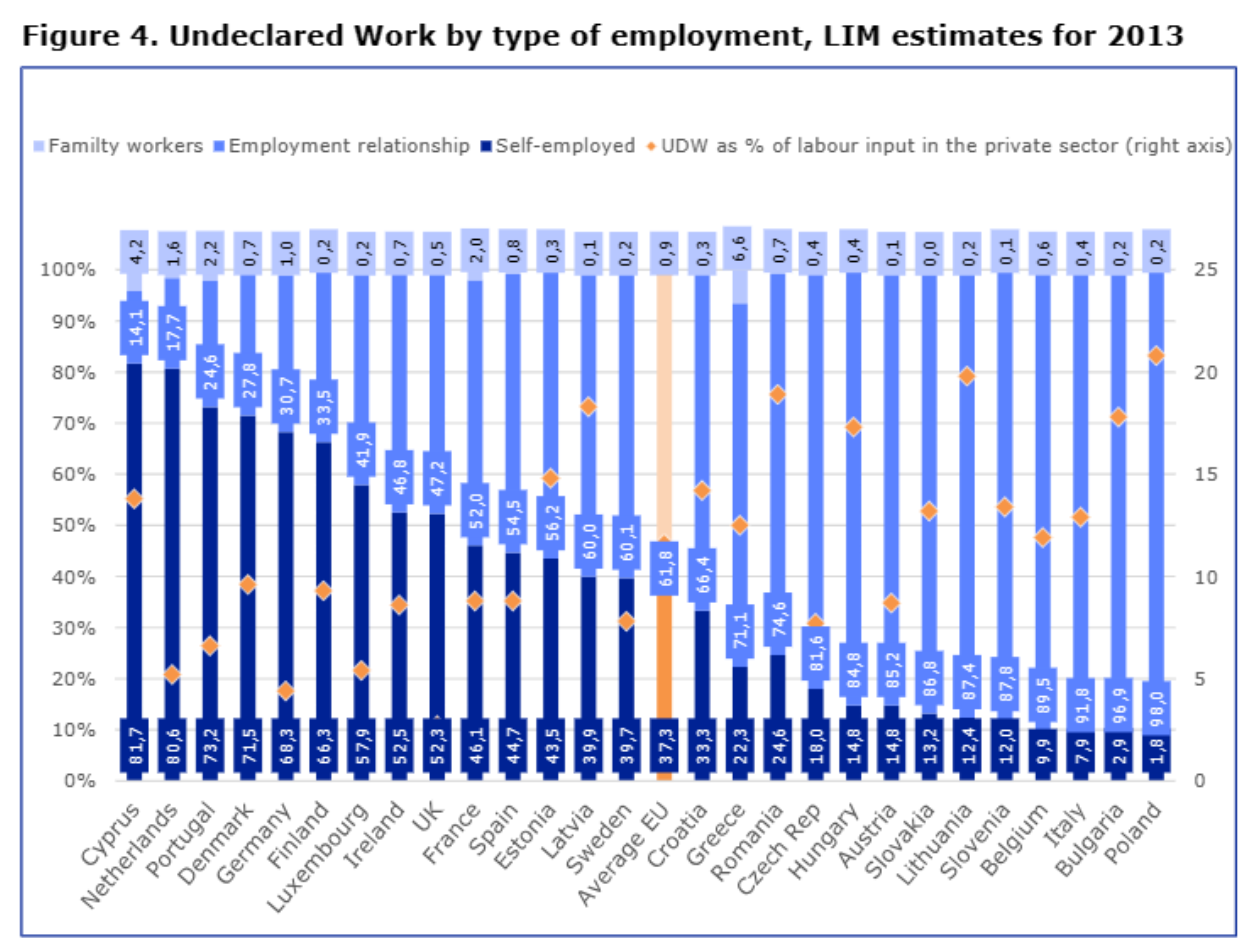 Figure 4. Undeclared Work by type of employment, LIM estimates for 2013
Familty workers Employment relationship Self-employed UDW as % of labour input in the private sector (right axis)
4,2 1,6 2,2 0,7 1,0 0,2 0,2 0,7 0,5 2,0 0,8 0,3 0,1 0,2 0,9 0,3 6,6 0,7 0,4 0,4 0,1 0,0 0,2 0,1 0,6 0,4 0,2 0,2
14,1 17,7 24,6 27,8 30,7 33,5 41,9 46,8 47,2 52,0 54,5 56,2 60,0 60,1 61,8 66,4 71,1 74,6 81,6 84,8 85,2 86,8 87,4 87,8 89,5 91,8 96,9 98,0
81,7 80,6 73,2 71,5 68,3 66,3 57,9 52,5 52,3 46,1 44,7 43,5 39,9 39,7 37,3 33,3 22,3 24,6 18,0 14,8 14,8 13,2 12,4 12,0 9,9 7,9 2,9 1,8
100% 25
90%
80% 20
70%
60% 15
50%
40% 10
30%
20% 5
10%
0% 0
Cyprus Netherlands Portugal Denmark Germany Finland Luxembourg Ireland UK France Spain Estonia Latvia Sweden Average EU Croatia Greece Romania Czech Rep Hungary Austria Slovakia Lithuania Slovenia Belgium Italy Bulgaria Poland